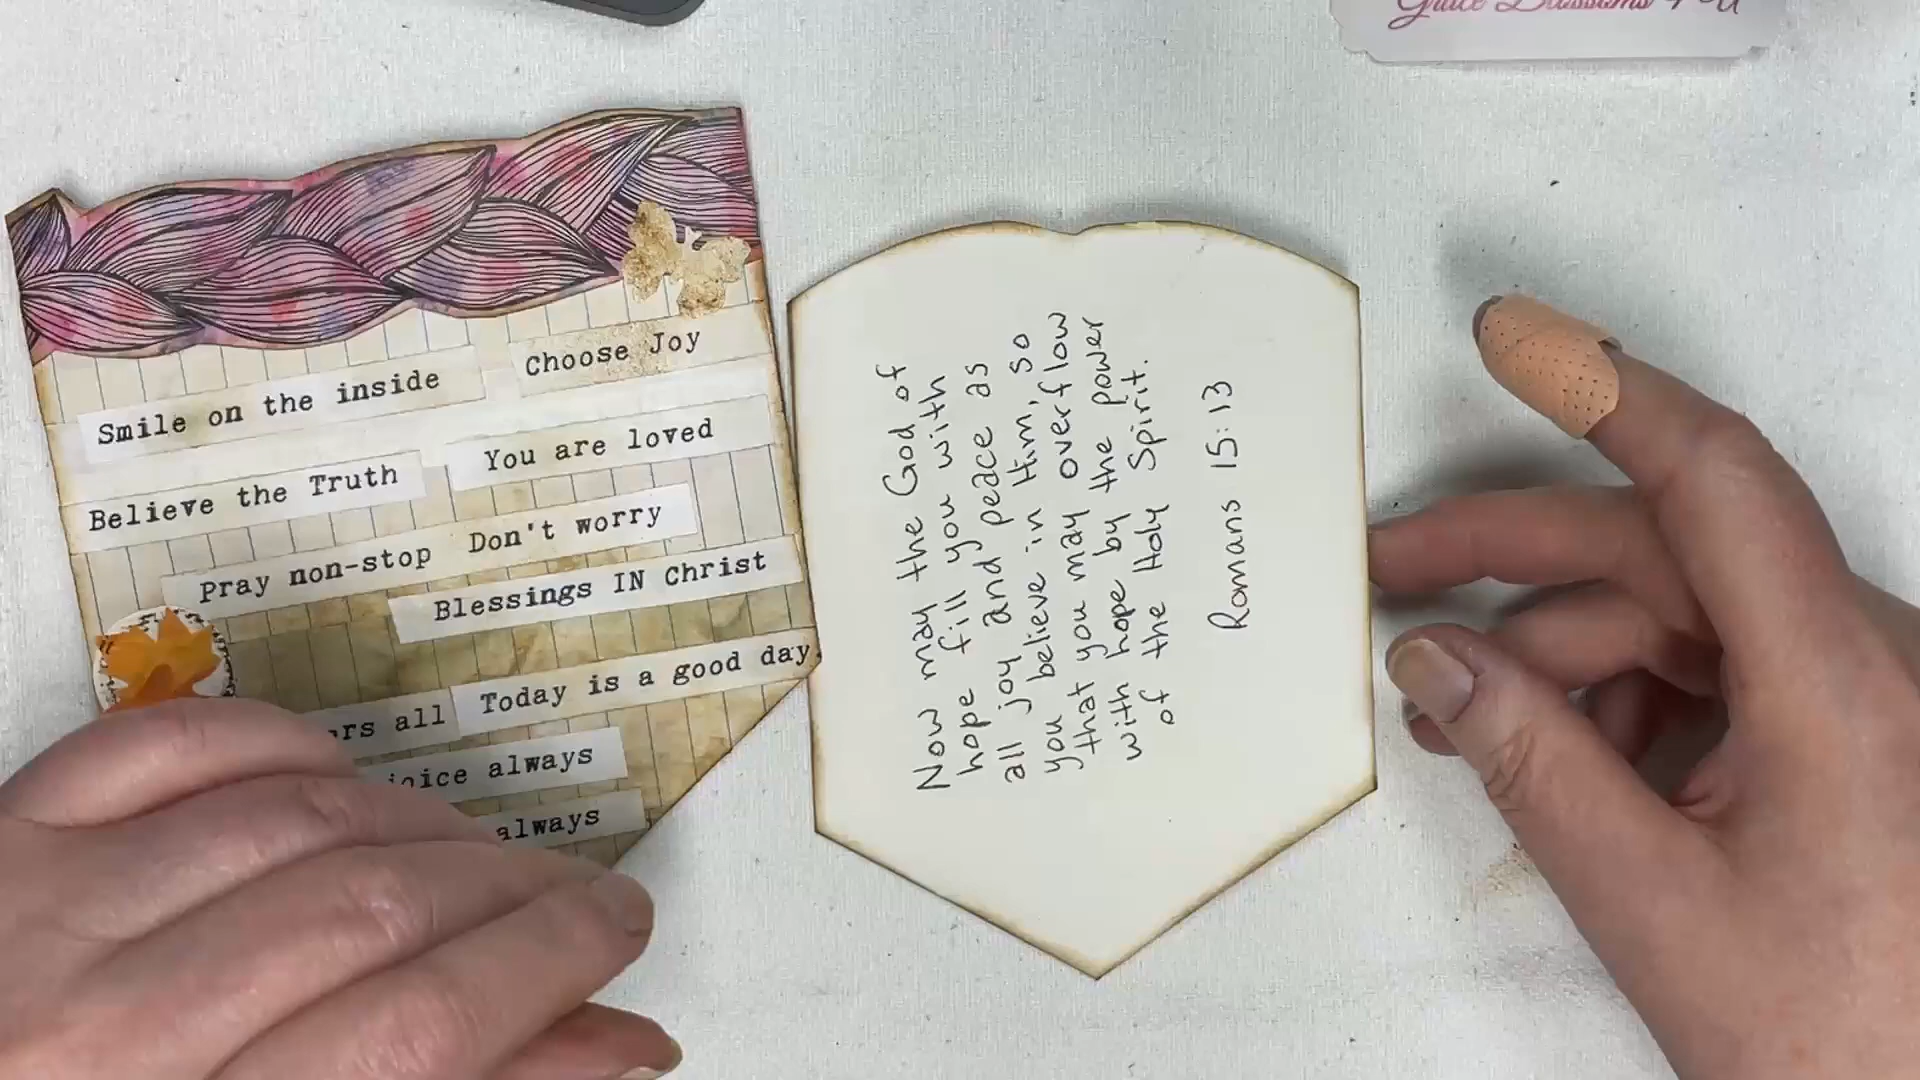 Grace Blossoms 4 U
Smile on the inside
Choose Joy
Believe the Truth
You are loved
Pray non-stop
Don't worry
Blessings IN Christ
all
Today is a good day.
always
always
Now may the God of
hope fill you with
all joy and peace as
you believe in Him, so
that you may overflow
with hope by the power
of the Holy Spirit.
Romans 15:13